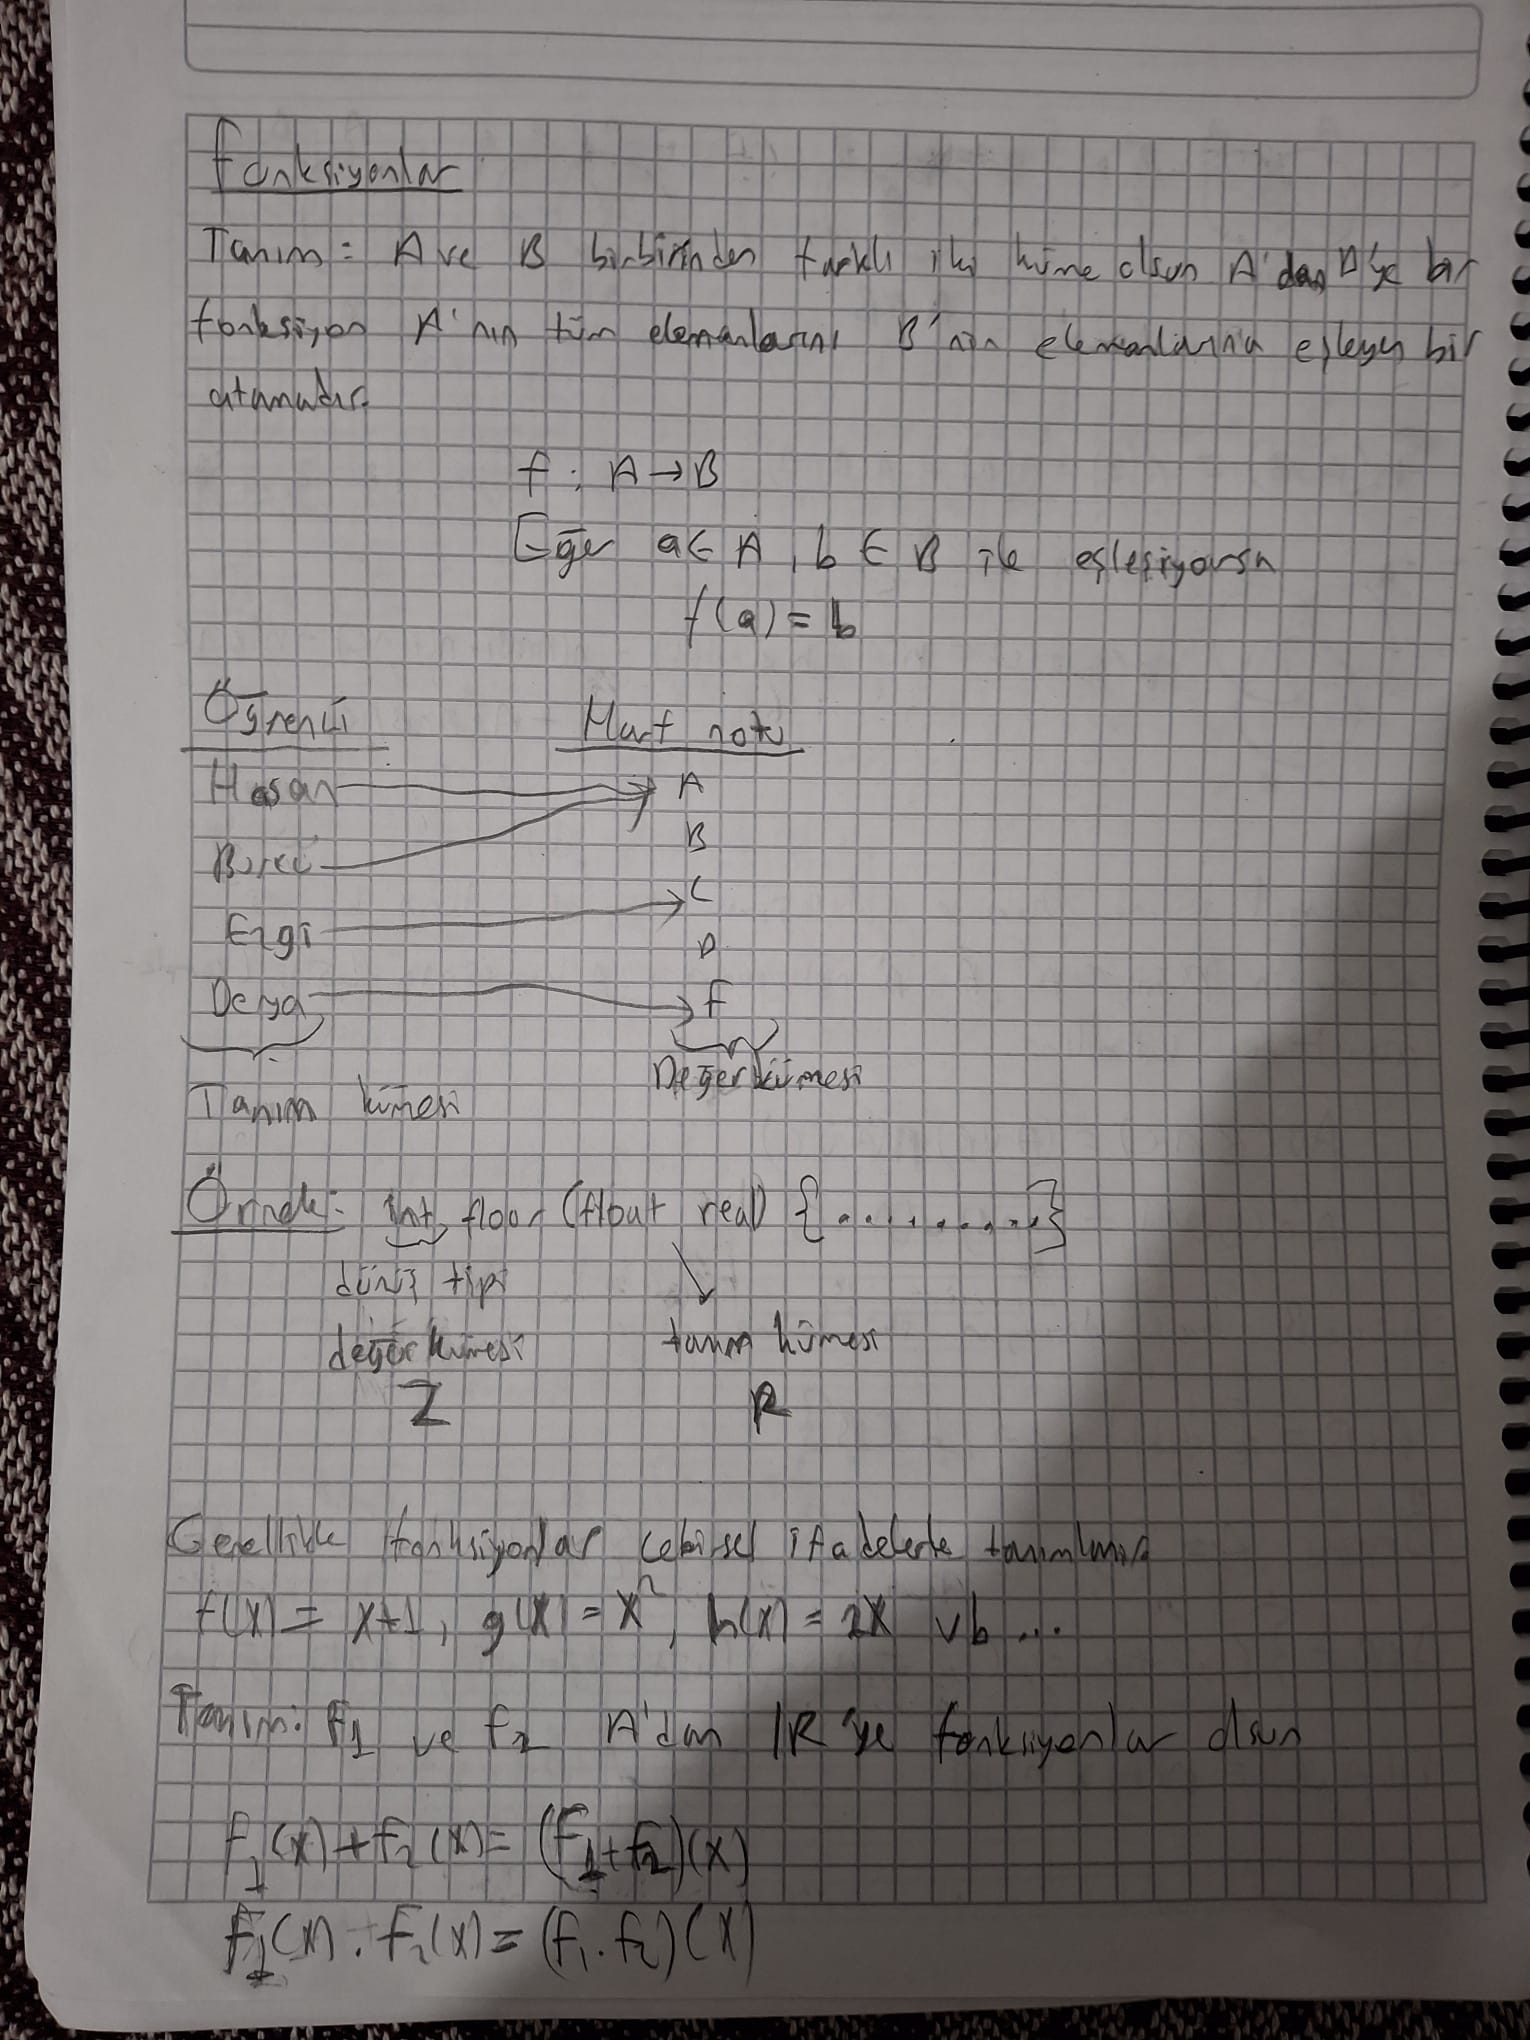 Fonksiyonlar
Tanım: A ve B birbirinden farklı iki küme olsun A'dan B'ye bir
fonksiyon A'nın tüm elemanlarını B'nin elemanlarına eşleyen bir
atamadır.
f : A → B
Eğer a ∈ A, b ∈ B ile eşleşiyorsa
f(a) = b
Öğrenci Harf notu
Hasan A
B
Burcu
C
Ezgi
D
Derya F
Değer kümesi
Tanım kümesi
Örnek: int floor (float real) {..........}
dönüş tipi
değer kümesi tanım kümesi
Z R
Genellikle fonksiyonlar cebirsel ifadelerle tanımlanır
f(x) = x+1, g(x) = x², h(x) = 2x vb ...
Tanım: F₁ ve f₂ A'dan IR'ye fonksiyonlar olsun
F₁(x) + F₂(x) = (F₁+F₂)(x)
F₁(x) . F₂(x) = (f₁.f₂)(x)